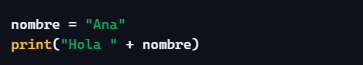 nombre = "Ana"
print("Hola " + nombre)